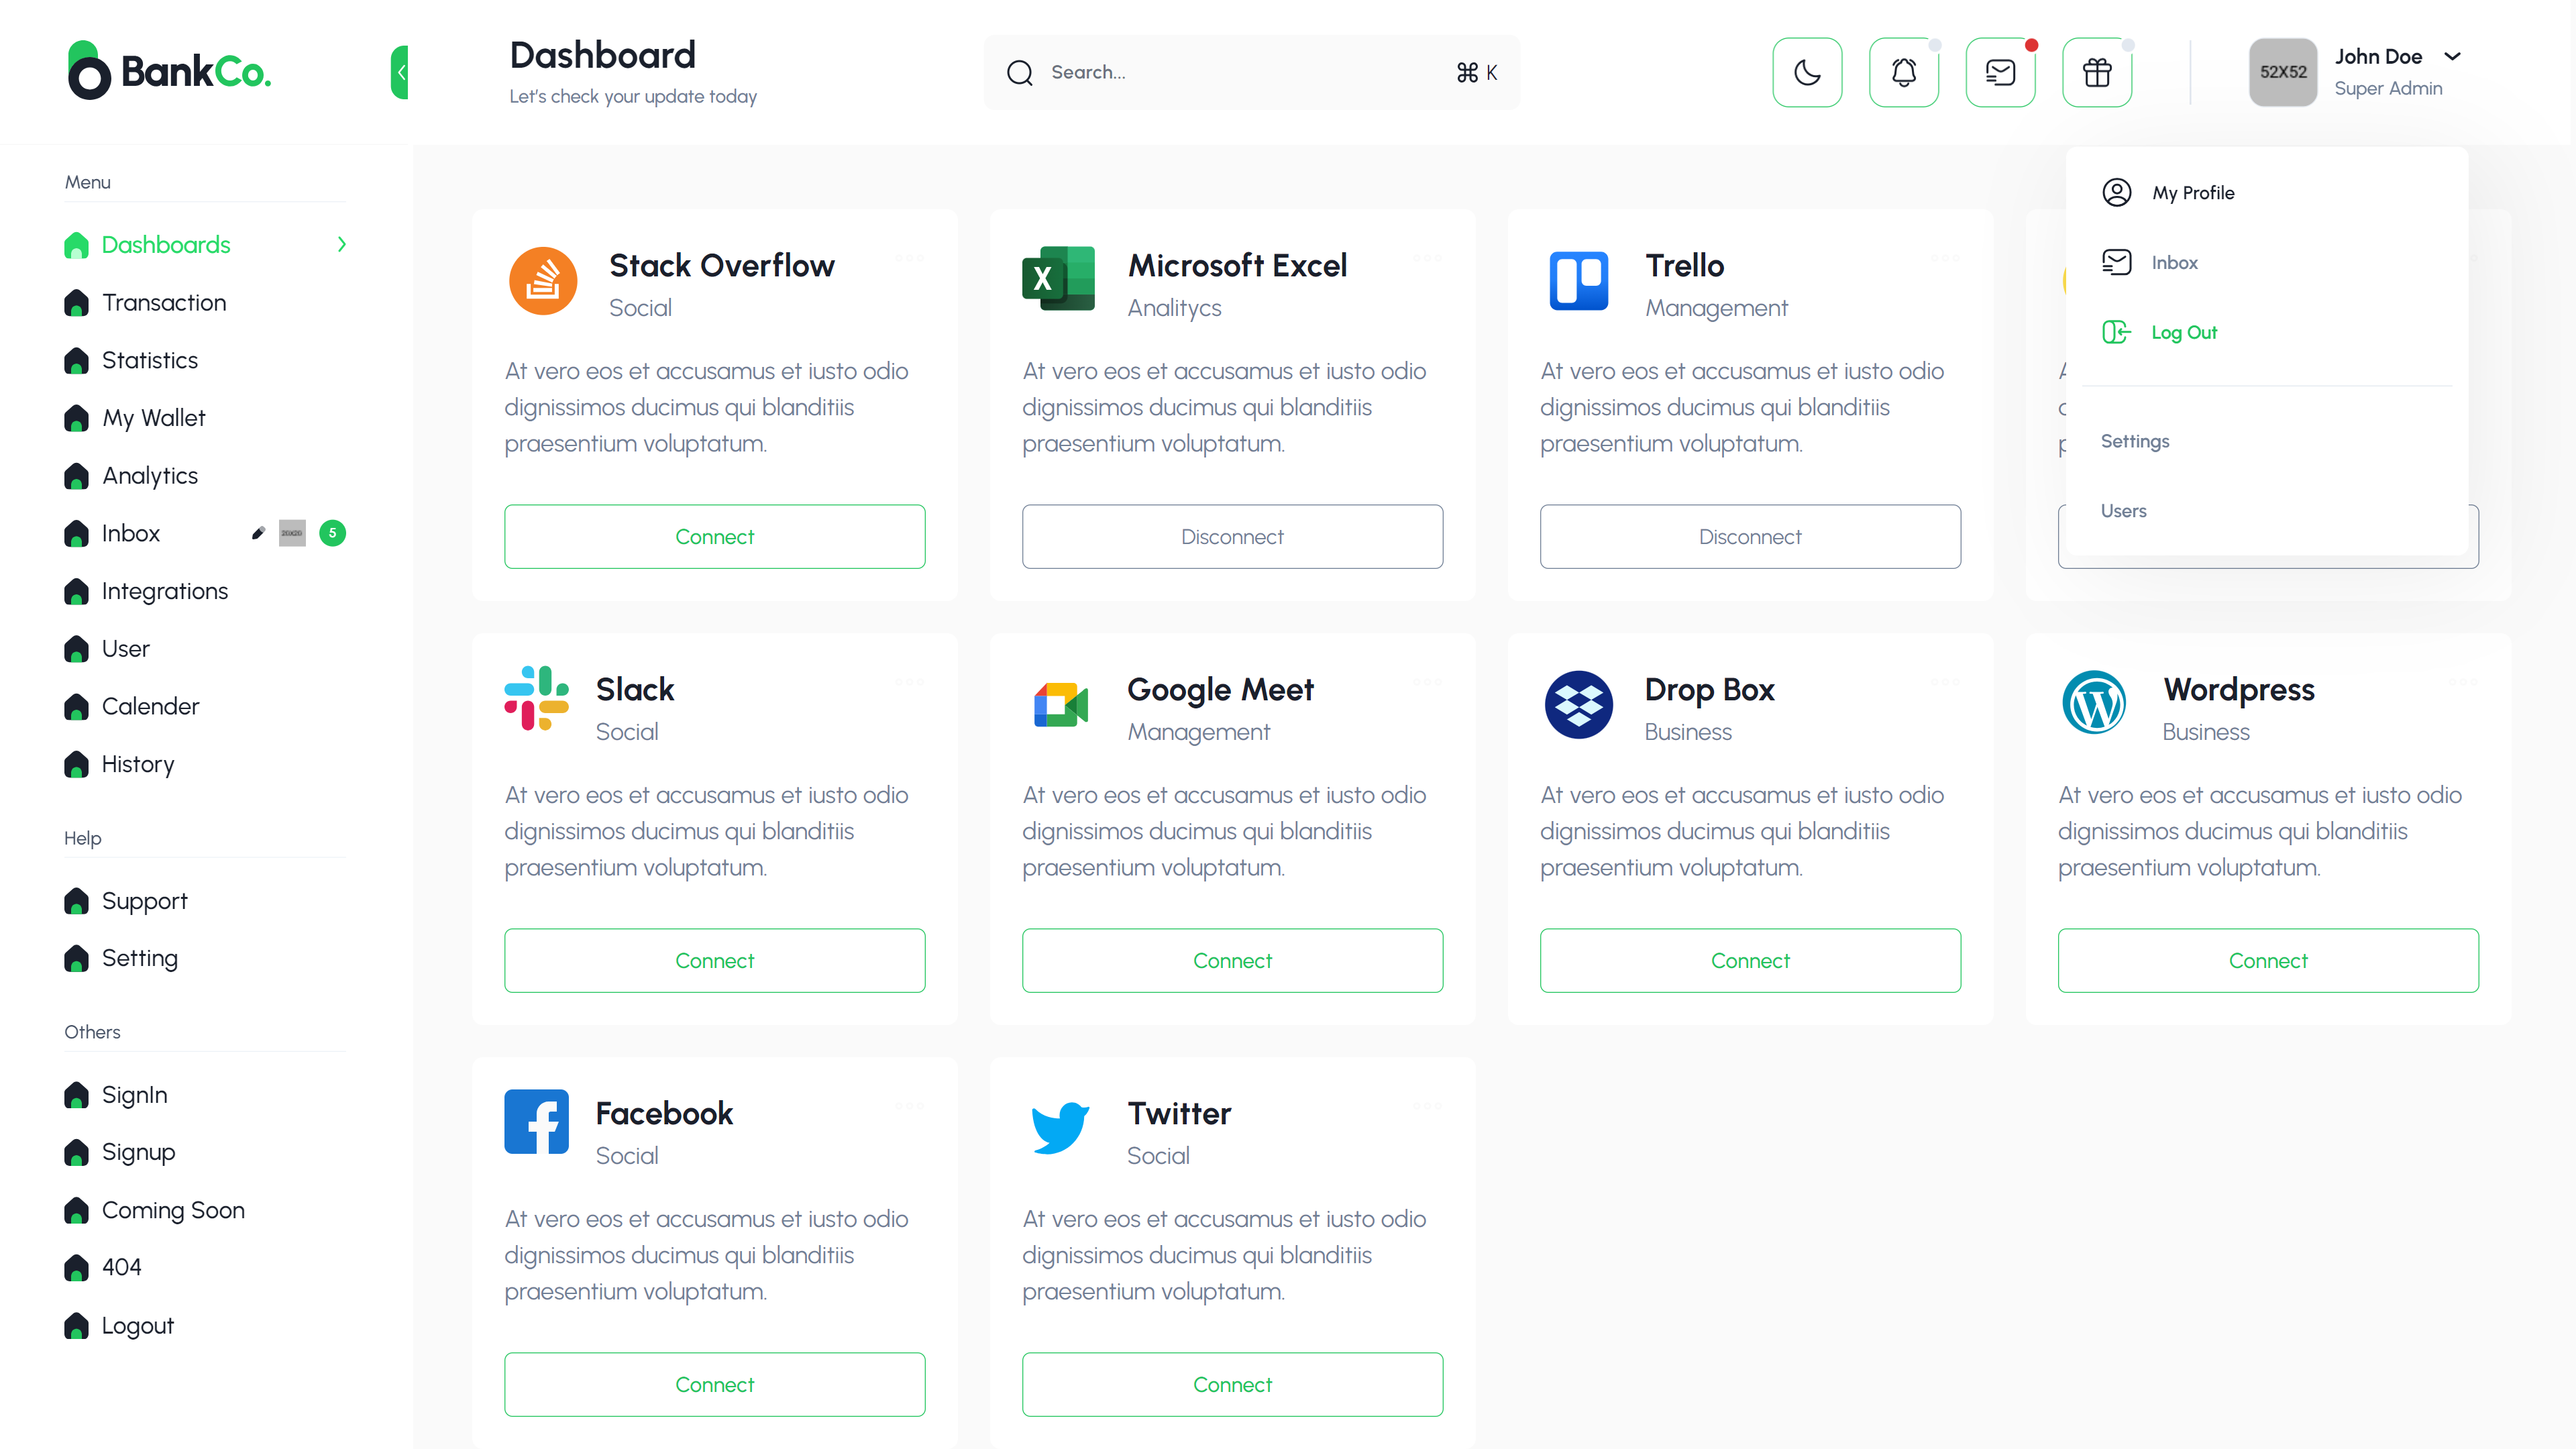 BankCo.
Dashboard
Let's check your update today
Search...
⌘ K
52X52
John Doe
Super Admin
Menu
Dashboards
Transaction
Statistics
My Wallet
Analytics
Inbox
5
Integrations
User
Calender
History
Help
Support
Setting
Others
SignIn
Signup
Coming Soon
404
Logout
My Profile
Inbox
Log Out
Settings
Users
Stack Overflow
Social
At vero eos et accusamus et iusto odio
dignissimos ducimus qui blanditiis
praesentium voluptatum.
Connect
Microsoft Excel
Analitycs
At vero eos et accusamus et iusto odio
dignissimos ducimus qui blanditiis
praesentium voluptatum.
Disconnect
Trello
Management
At vero eos et accusamus et iusto odio
dignissimos ducimus qui blanditiis
praesentium voluptatum.
Disconnect
Slack
Social
At vero eos et accusamus et iusto odio
dignissimos ducimus qui blanditiis
praesentium voluptatum.
Connect
Google Meet
Management
At vero eos et accusamus et iusto odio
dignissimos ducimus qui blanditiis
praesentium voluptatum.
Connect
Drop Box
Business
At vero eos et accusamus et iusto odio
dignissimos ducimus qui blanditiis
praesentium voluptatum.
Connect
Wordpress
Business
At vero eos et accusamus et iusto odio
dignissimos ducimus qui blanditiis
praesentium voluptatum.
Connect
Facebook
Social
At vero eos et accusamus et iusto odio
dignissimos ducimus qui blanditiis
praesentium voluptatum.
Connect
Twitter
Social
At vero eos et accusamus et iusto odio
dignissimos ducimus qui blanditiis
praesentium voluptatum.
Connect